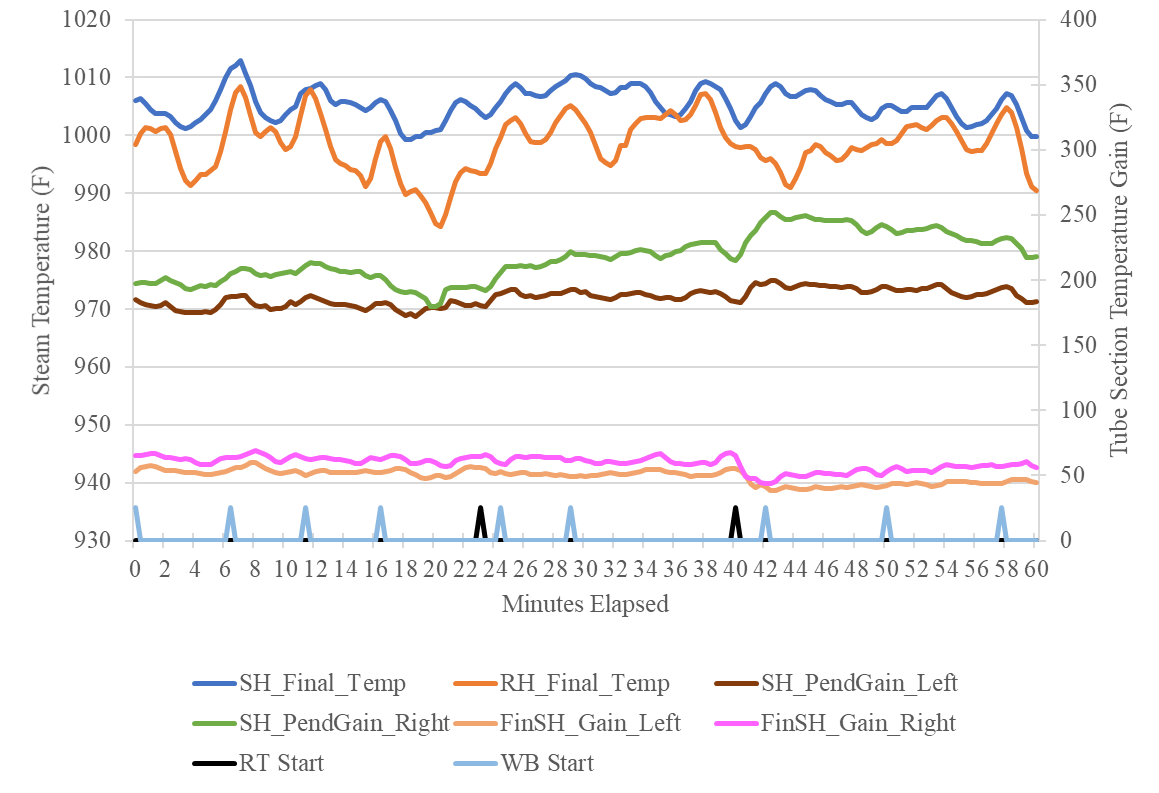 1020
1010
1000
990
980
970
960
950
940
930
Steam Temperature (F)
400
350
300
250
200
150
100
50
0
Tube Section Temperature Gain (F)
0 2 4 6 8 10 12 14 16 18 20 22 24 26 28 30 32 34 36 38 40 42 44 46 48 50 52 54 56 58 60
Minutes Elapsed
SH_Final_Temp RH_Final_Temp SH_PendGain_Left
SH_PendGain_Right FinSH_Gain_Left FinSH_Gain_Right
RT Start WB Start